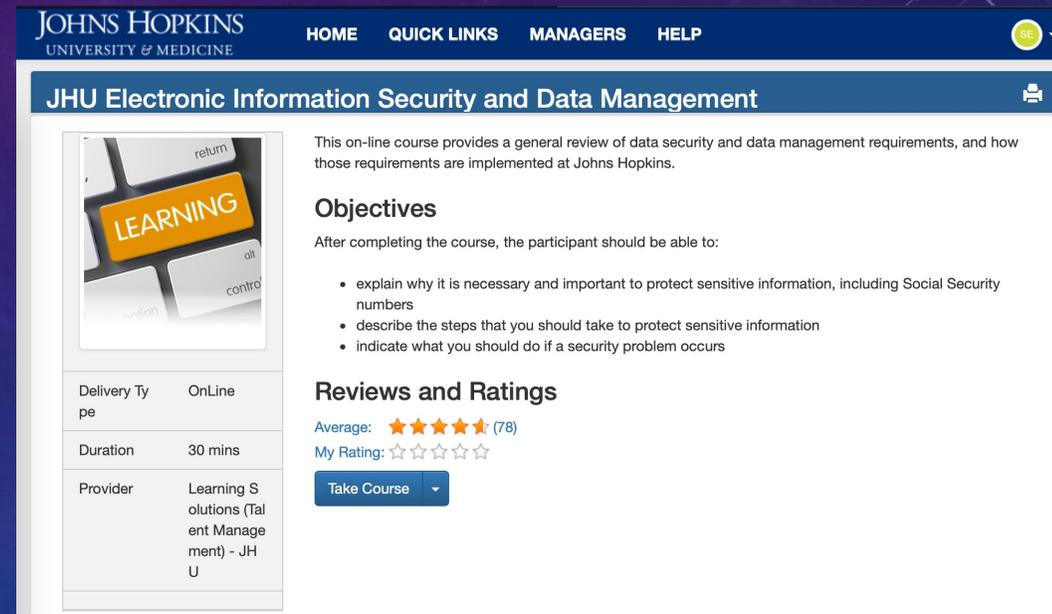 JOHNS HOPKINS
UNIVERSITY & MEDICINE
HOME QUICK LINKS MANAGERS HELP
SE
JHU Electronic Information Security and Data Management
return
LEARNING
alt
control
option
This on-line course provides a general review of data security and data management requirements, and how
those requirements are implemented at Johns Hopkins.
Objectives
After completing the course, the participant should be able to:
• explain why it is necessary and important to protect sensitive information, including Social Security
numbers
• describe the steps that you should take to protect sensitive information
• indicate what you should do if a security problem occurs
Reviews and Ratings
Average: (78)
My Rating:
Take Course
Delivery Ty
pe
OnLine
Duration 30 mins
Provider Learning S
olutions (Tal
ent Manage
ment) - JH
U